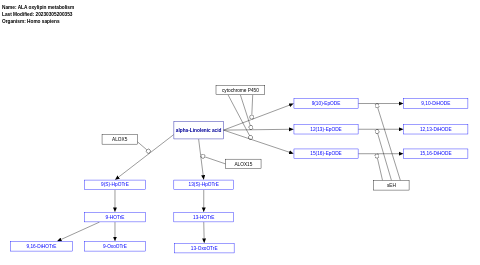 Name: ALA oxylipin metabolism
Last Modified: 20230305200353
Organism: Homo sapiens
cytochrome P450
9(10)-EpODE
9,10-DiHODE
alpha-Linolenic acid
12(13)-EpODE
12,13-DiHODE
ALOX5
15(16)-EpODE
15,16-DiHODE
ALOX15
9(S)-HpOTrE
13(S)-HpOTrE
sEH
9-HOTrE
13-HOTrE
9,16-DiHOTrE
9-OxoOTrE
13-OxoOTrE